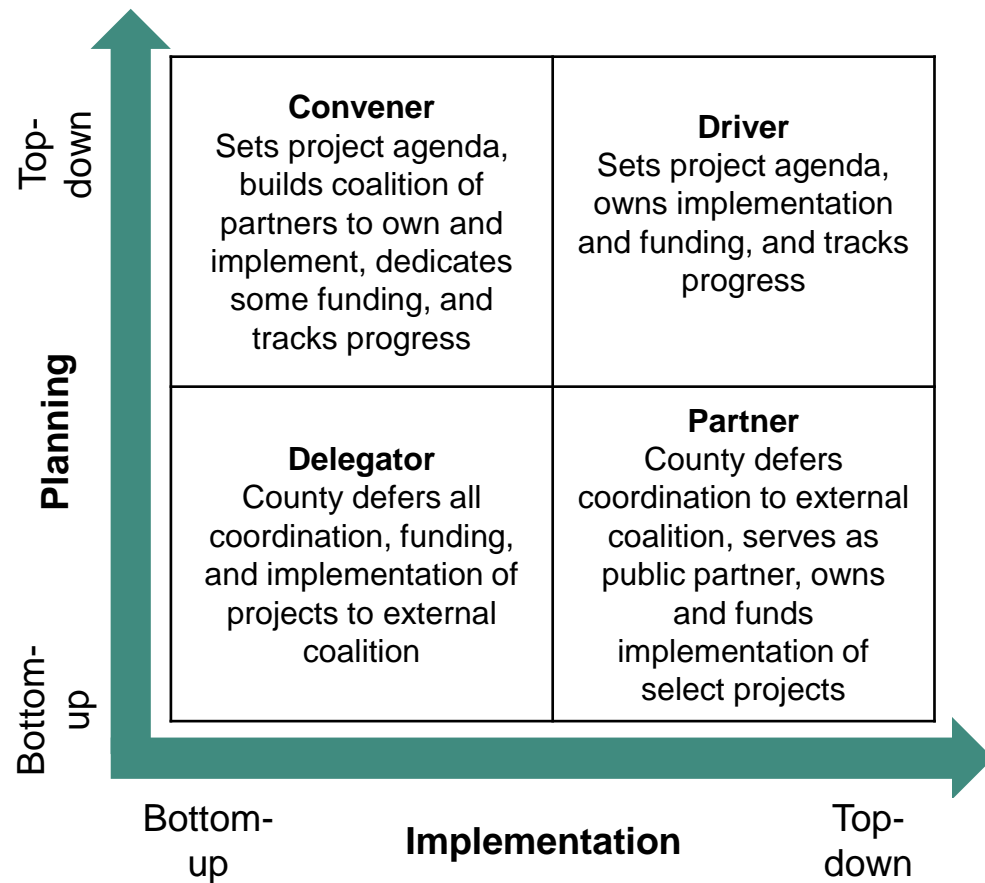 Top-
down
Planning
Bottom-
up
Convener
Sets project agenda,
builds coalition of
partners to own and
implement, dedicates
some funding, and
tracks progress
Driver
Sets project agenda,
owns implementation
and funding, and tracks
progress
Delegator
County defers all
coordination, funding,
and implementation of
projects to external
coalition
Partner
County defers
coordination to external
coalition, serves as
public partner, owns
and funds
implementation of
select projects
Bottom-
up
Implementation
Top-
down